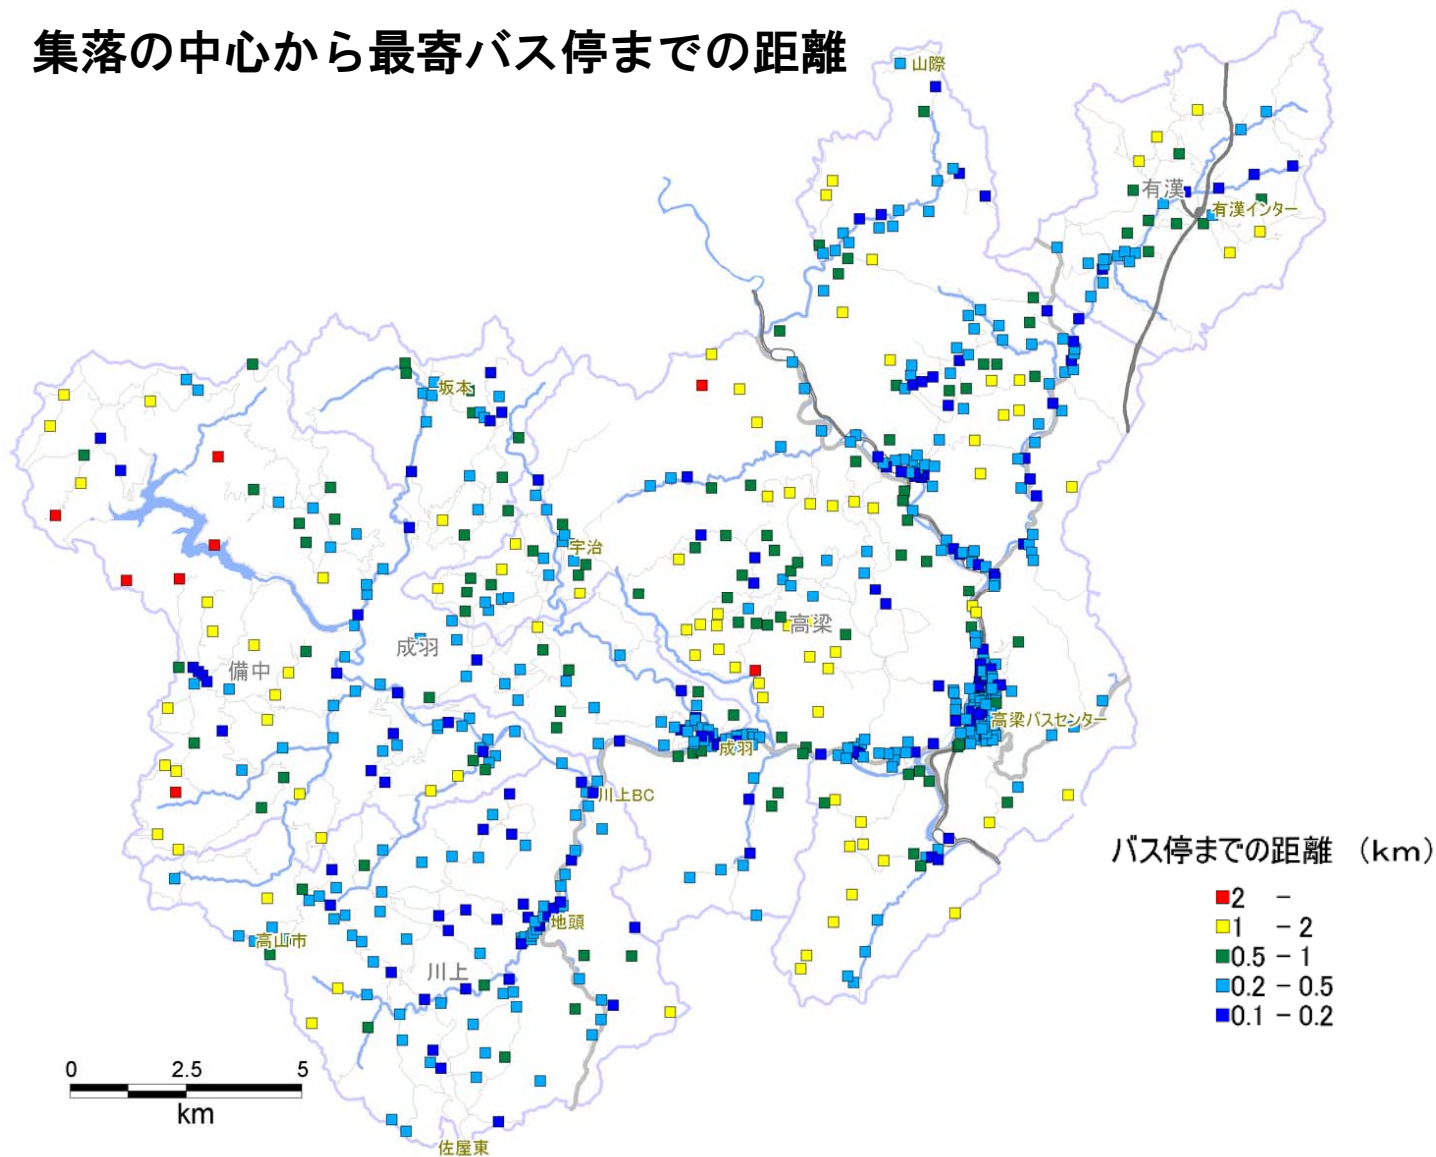 集落の中心から最寄バス停までの距離
山際
有漢
有漢インター
坂本
宇治
高梁
成羽
備中
高梁バスセンター
成羽
川上BC
地頭
高山市
川上
佐屋東
バス停までの距離 （km）
2 -
1 - 2
0.5 - 1
0.2 - 0.5
0.1 - 0.2
0 2.5 5
km